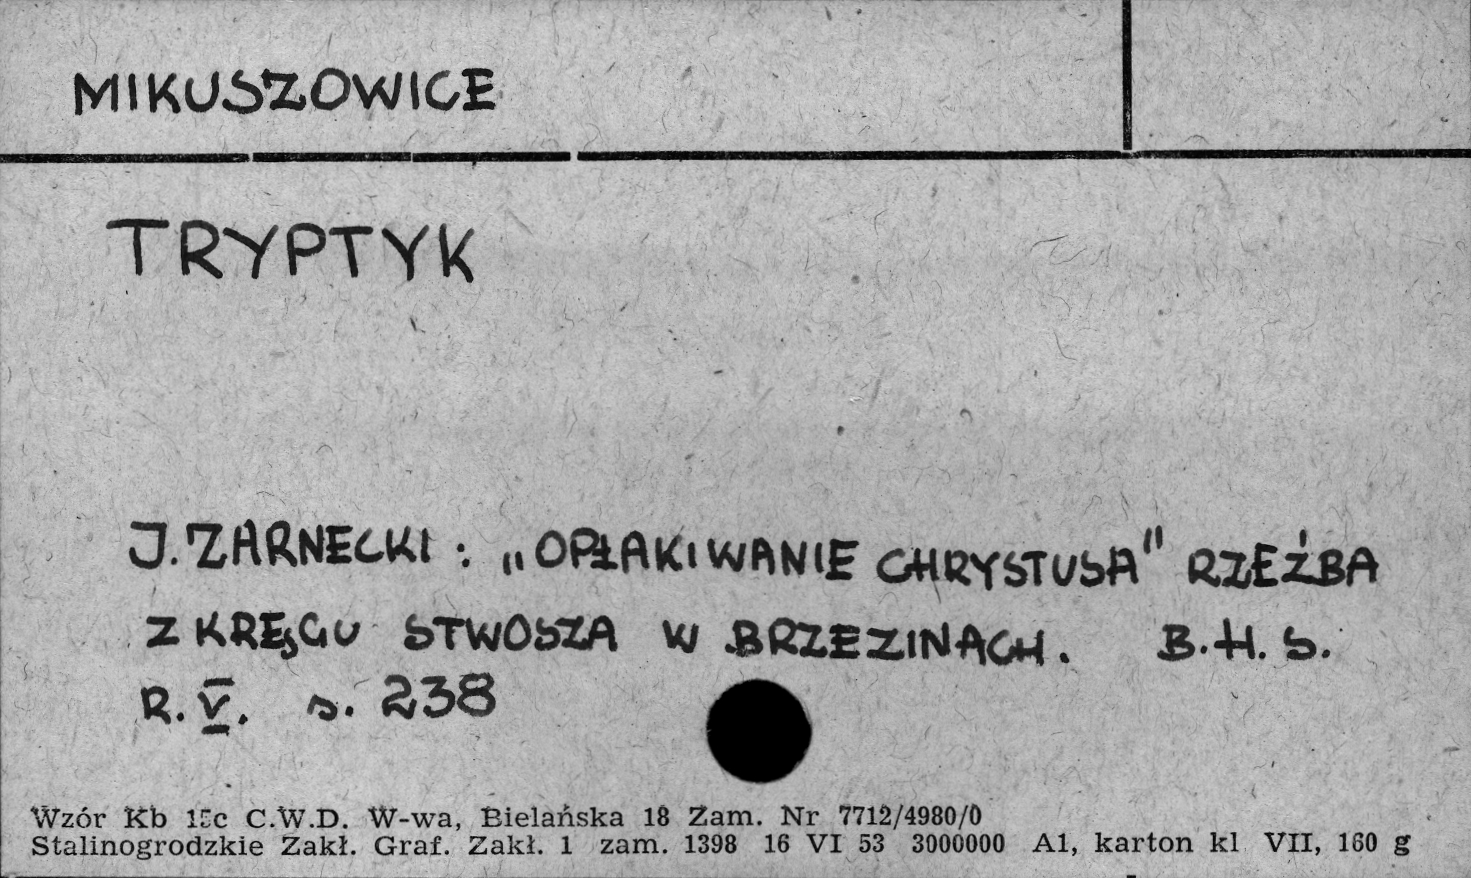 MIKUSZOWICE
TRYPTYK
J. ZARNECKI : „OPŁAKIWANIE CHRYSTUSA" RZEŹBA
Z KRĘGU STWOSZA W BRZEZINACH. B.H.S.
R. V. s. 238
Wzór Kb 15c C.W.D. W-wa, Bielańska 18 Zam. Nr 7712/4980/0
Stalinogrodzkie Zakł. Graf. Zakł. 1 zam. 1398 16 VI 53 3000000 A1, karton kl VII, 160 g